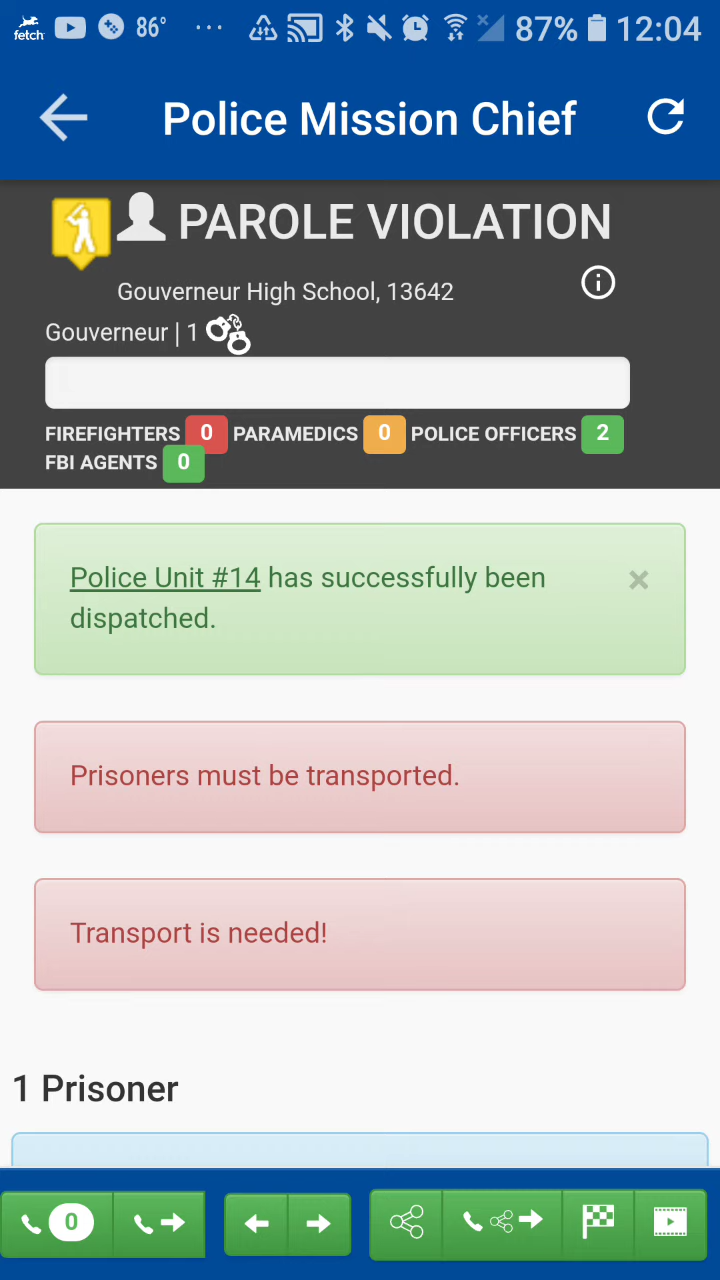 fetch 86° ... 87% 12:04
Police Mission Chief
PAROLE VIOLATION
Gouverneur High School, 13642
Gouverneur | 1
FIREFIGHTERS 0 PARAMEDICS 0 POLICE OFFICERS 2
FBI AGENTS 0
Police Unit #14 has successfully been ×
dispatched.
Prisoners must be transported.
Transport is needed!
1 Prisoner
0